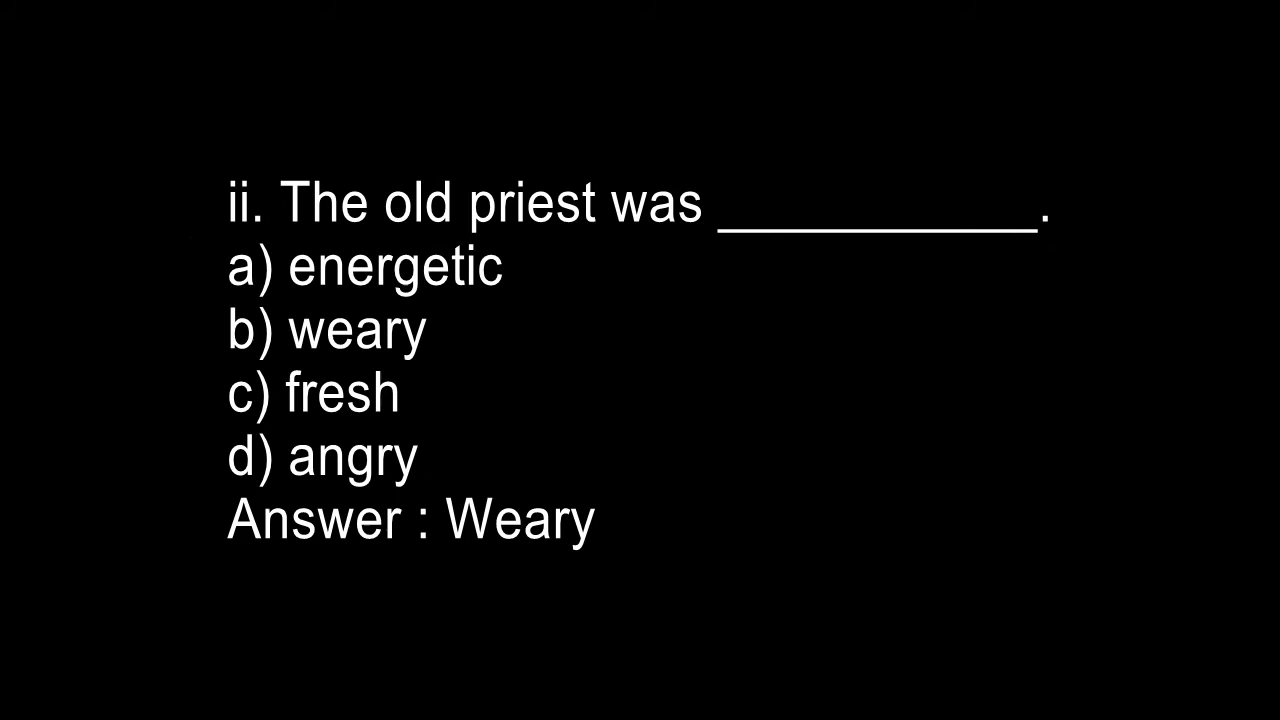 ii. The old priest was ____________.
a) energetic
b) weary
c) fresh
d) angry
Answer : Weary